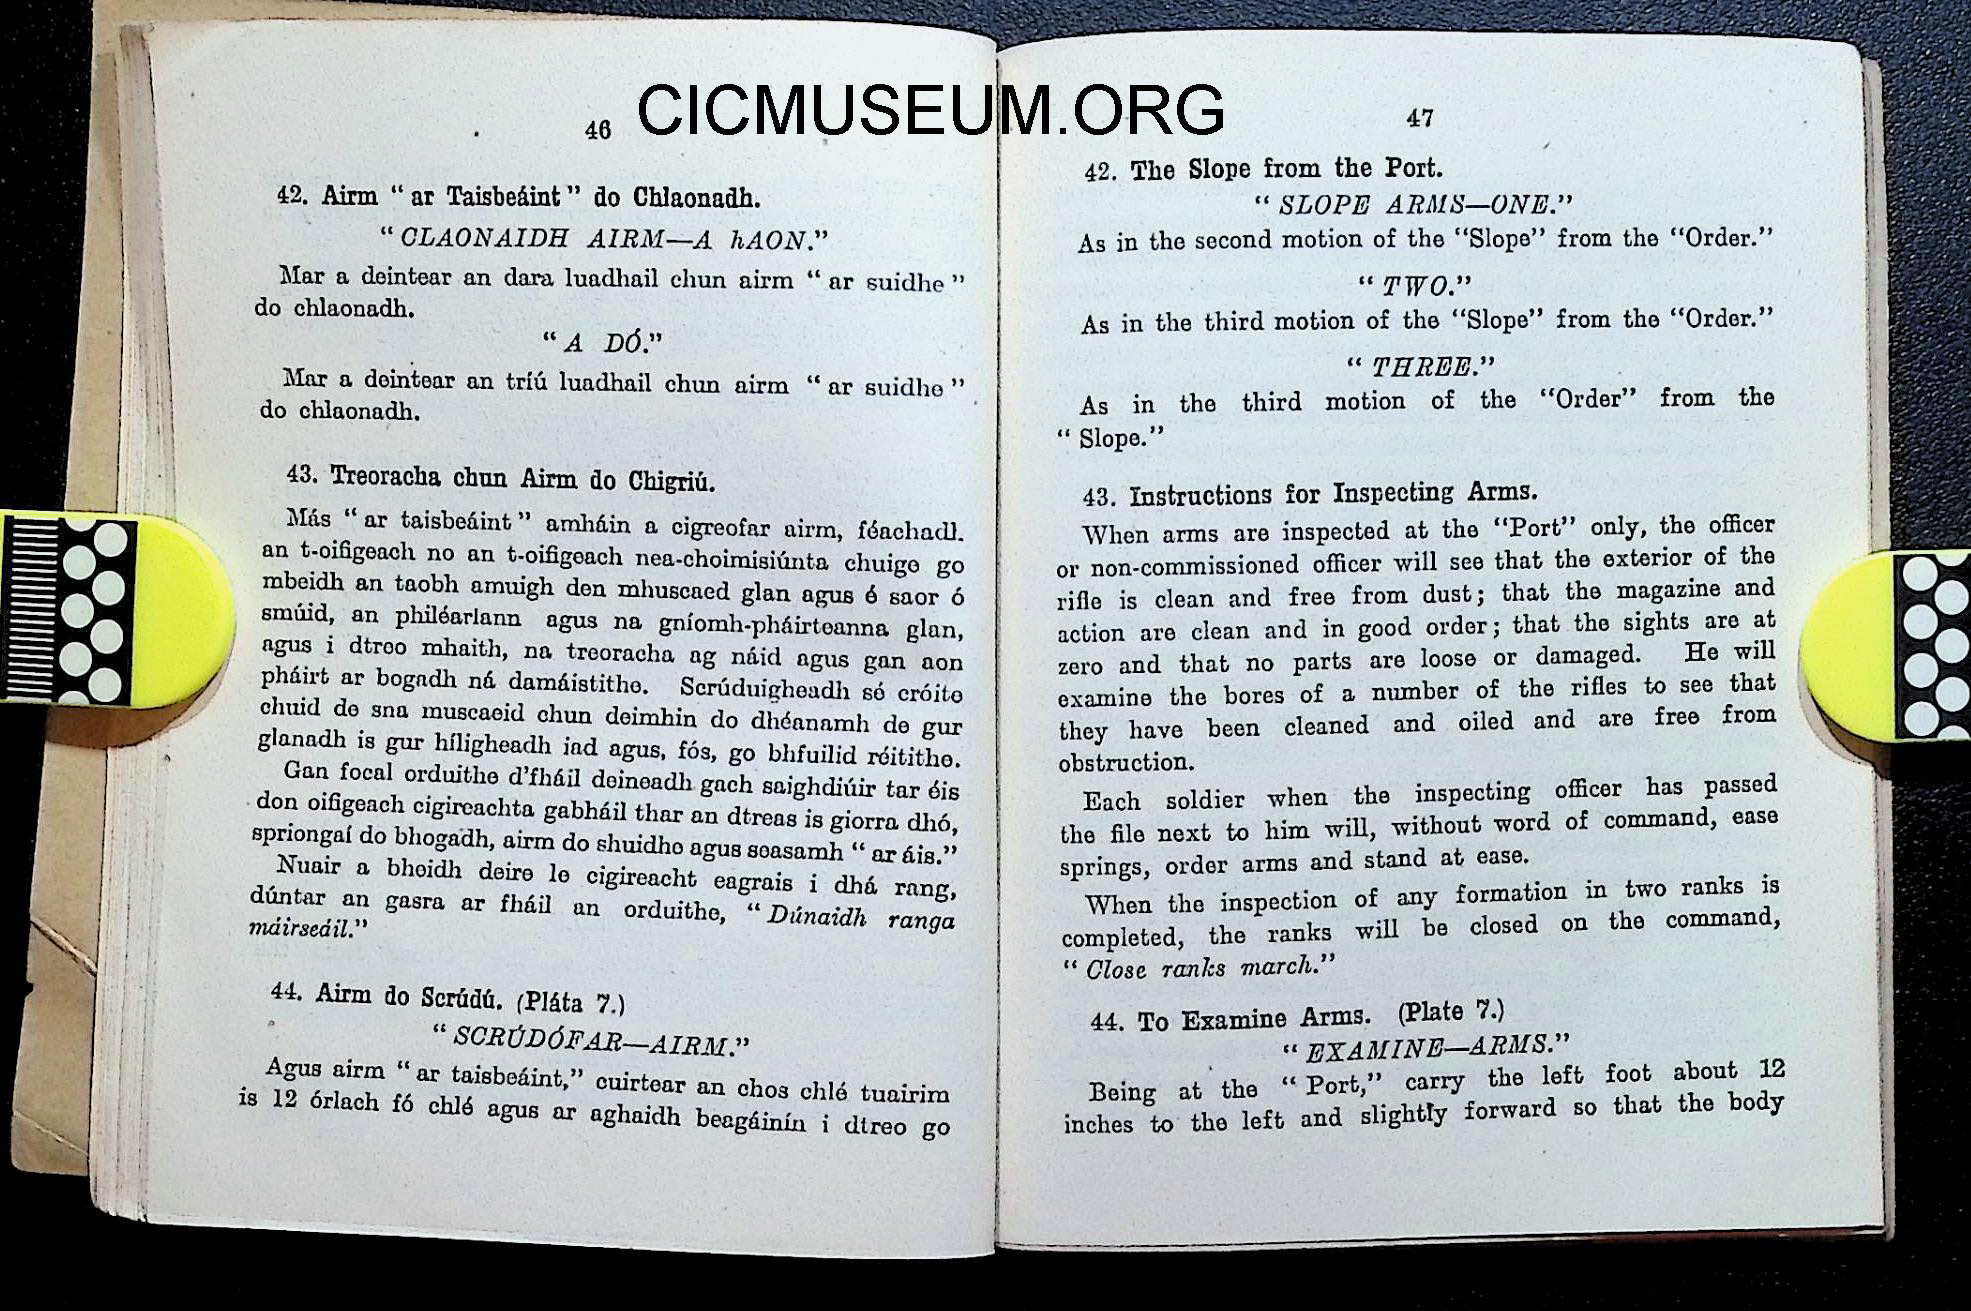 CICMUSEUM.ORG
46
42. Airm “ ar Taisbeáint ” do Chlaonadh.
“ CLAONAIDH AIRM—A hAON.”
Mar a deintear an dara luadhail chun airm “ ar suidhe ”
do chlaonadh.
“ A DÓ.”
Mar a deintear an tríú luadhail chun airm “ ar suidhe ”
do chlaonadh.
43. Treoracha chun Airm do Chigriú.
Más “ ar taisbeáint ” amháin a cigreofar airm, féachadh
an t-oifigeach no an t-oifigeach nea-choimisiúnta chuige go
mbeidh an taobh amuigh den mhuscaed glan agus é saor ó
smúid, an philéarlann agus na gníomh-pháirteanna glan,
agus i dtreo mhaith, na treoracha ag náid agus gan aon
pháirt ar bogadh ná damáistithe. Scrúduigheadh sé cróite
chuid de sna muscaeid chun deimhin do dhéanamh de gur
glanadh is gur híligheadh iad agus, fós, go bhfuilid réitithe.
Gan focal orduithe d’fháil deineadh gach saighdiúir tar éis
don oifigeach cigireachta gabháil thar an dtreas is giorra dhó,
spriongaí do bhogadh, airm do shuidhe agus seasamh “ ar áis.”
Nuair a bheidh deire le cigireacht eagrais i dhá rang,
dúntar an gasra ar fháil an orduithe, “ Dúnaidh ranga
máirseáil.”
44. Airm do Scrúdú. (Pláta 7.)
“ SCRÚDÓFAR—AIRM.”
Agus airm “ ar taisbeáint,” cuirtear an chos chlé tuairim
is 12 órlach fó chlé agus ar aghaidh beagáinín i dtreo go
47
42. The Slope from the Port.
“ SLOPE ARMS—ONE.”
As in the second motion of the “Slope” from the “Order.”
“ TWO.”
As in the third motion of the “Slope” from the “Order.”
“ THREE.”
As in the third motion of the “Order” from the
“ Slope.”
43. Instructions for Inspecting Arms.
When arms are inspected at the “Port” only, the officer
or non-commissioned officer will see that the exterior of the
rifle is clean and free from dust; that the magazine and
action are clean and in good order; that the sights are at
zero and that no parts are loose or damaged. He will
examine the bores of a number of the rifles to see that
they have been cleaned and oiled and are free from
obstruction.
Each soldier when the inspecting officer has passed
the file next to him will, without word of command, ease
springs, order arms and stand at ease.
When the inspection of any formation in two ranks is
completed, the ranks will be closed on the command,
“ Close ranks march.”
44. To Examine Arms. (Plate 7.)
“ EXAMINE—ARMS.”
Being at the “ Port,” carry the left foot about 12
inches to the left and slightly forward so that the body